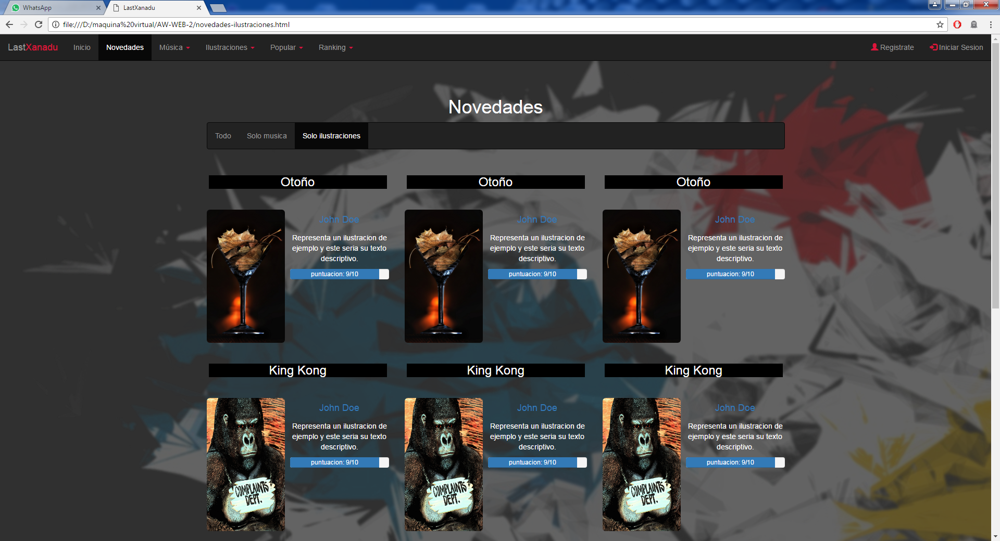 WhatsApp
LastXanadu
file:///D:/maquina%20virtual/AW-WEB-2/novedades-ilustraciones.html
LastXanadu Inicio Novedades Música Ilustraciones Popular Ranking Registrate Iniciar Sesion
Novedades
Todo Solo musica Solo ilustraciones
Otoño Otoño Otoño
John Doe John Doe John Doe
Representa un ilustracion de Representa un ilustracion de Representa un ilustracion de
ejemplo y este seria su texto ejemplo y este seria su texto ejemplo y este seria su texto
descriptivo. descriptivo. descriptivo.
puntuacion: 9/10 puntuacion: 9/10 puntuacion: 9/10
King Kong King Kong King Kong
John Doe John Doe John Doe
Representa un ilustracion de Representa un ilustracion de Representa un ilustracion de
ejemplo y este seria su texto ejemplo y este seria su texto ejemplo y este seria su texto
descriptivo. descriptivo. descriptivo.
puntuacion: 9/10 puntuacion: 9/10 puntuacion: 9/10
COMPLAINTS COMPLAINTS COMPLAINTS
DEPT. DEPT. DEPT.